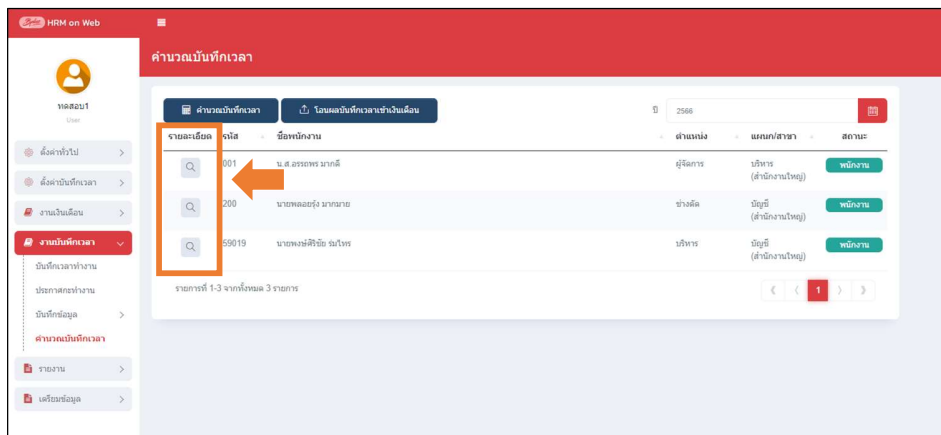 HRM on Web
คำนวณบันทึกเวลา
ทดสอบ1
User
ตั้งค่าทั่วไป
ตั้งค่าบันทึกเวลา
งานเงินเดือน
งานบันทึกเวลา
บันทึกเวลาทำงาน
ประกาศกะทำงาน
บันทึกข้อมูล
คำนวณบันทึกเวลา
รายงาน
เตรียมข้อมูล
คำนวณบันทึกเวลา
โอนผลบันทึกเวลาเข้าเงินเดือน
ปี 2566
รายละเอียด รหัส ชื่อพนักงาน ตำแหน่ง แผนก/สาขา สถานะ
001 น.ส.อรรถพร มากดี ผู้จัดการ บริหาร พนักงาน
(สำนักงานใหญ่)
200 นายพลอยรุ่ง มากมาย ช่างตัด บัญชี พนักงาน
(สำนักงานใหญ่)
59019 นายพงษ์ศิริชัย ร่มไทร บริหาร บัญชี พนักงาน
(สำนักงานใหญ่)
รายการที่ 1-3 จากทั้งหมด 3 รายการ
1